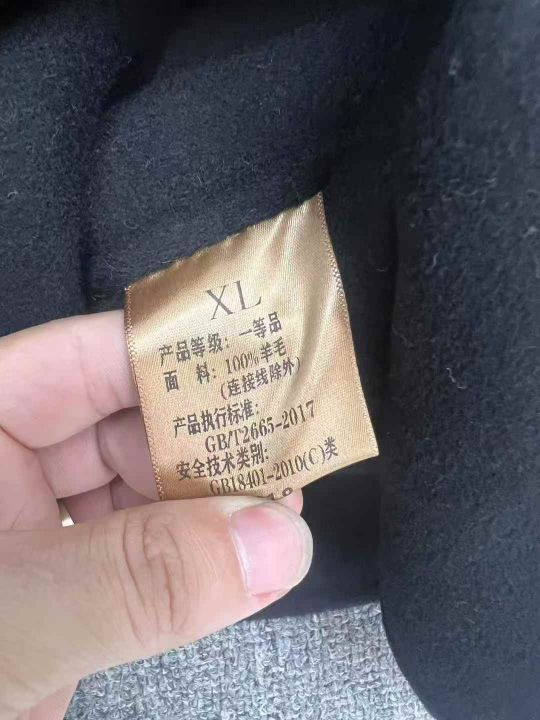 XL
产品等级：一等品
面　料：100%羊毛
(连接线除外)
产品执行标准：
GB/T2665-2017
安全技术类别：
GB18401-2010(C)类